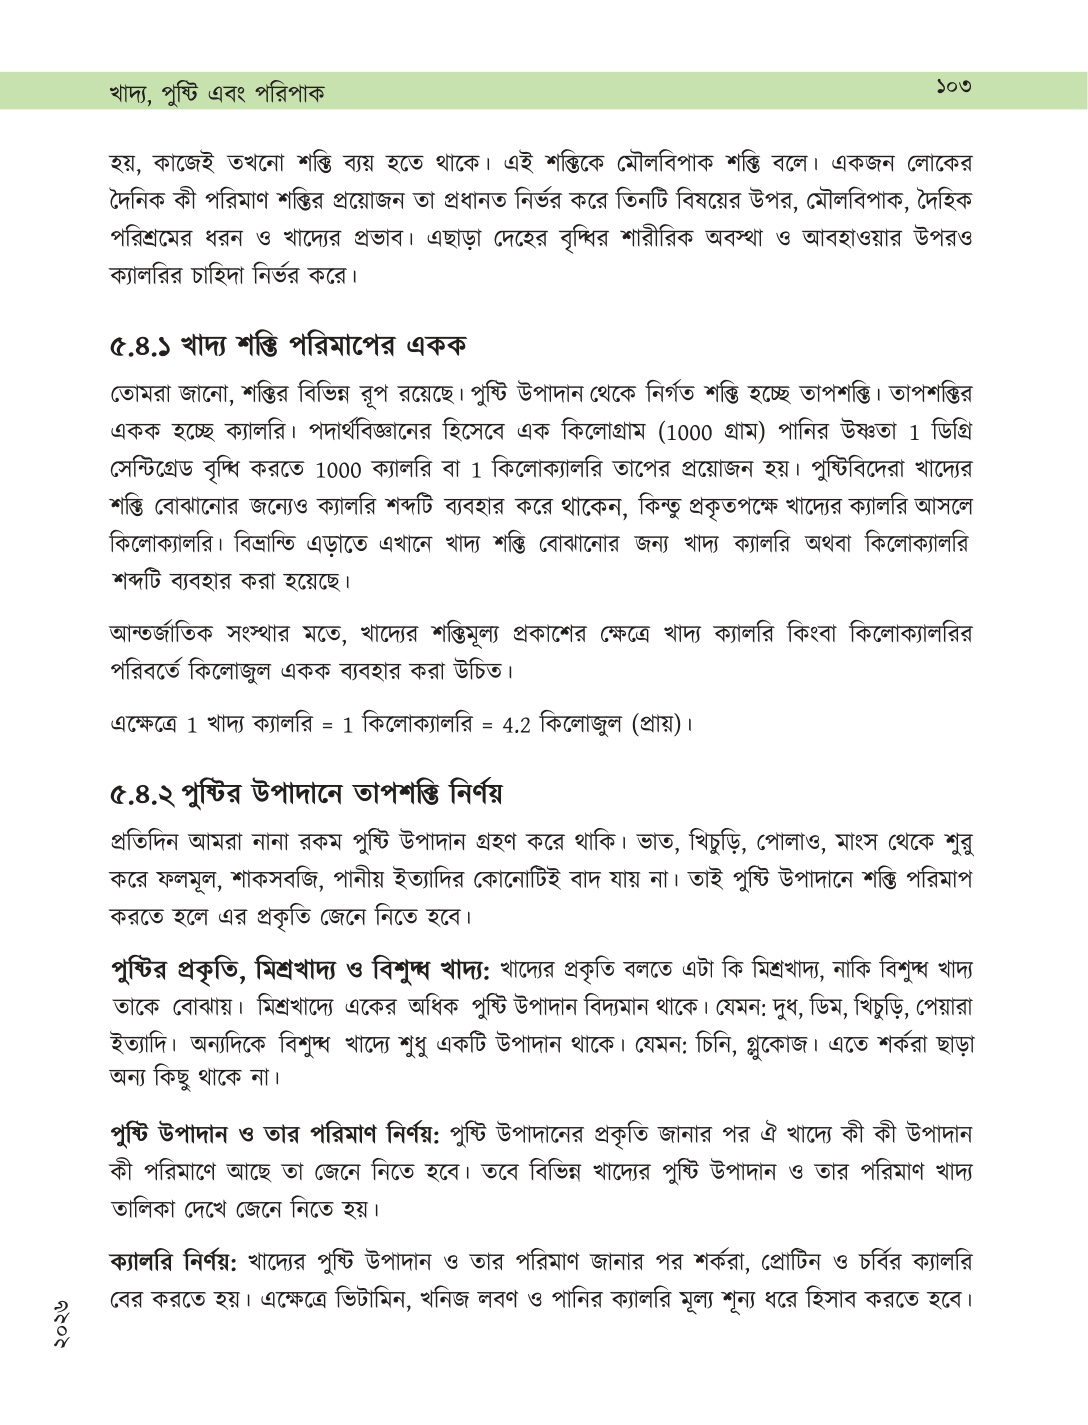 খাদ্য, পুষ্টি এবং পরিপাক
১০৩
হয়, কাজেই তখনো শক্তি ব্যয় হতে থাকে। এই শক্তিকে মৌলবিপাক শক্তি বলে। একজন লোকের
দৈনিক কী পরিমাণ শক্তির প্রয়োজন তা প্রধানত নির্ভর করে তিনটি বিষয়ের উপর, মৌলবিপাক, দৈহিক
পরিশ্রমের ধরন ও খাদ্যের প্রভাব। এছাড়া দেহের বৃদ্ধির শারীরিক অবস্থা ও আবহাওয়ার উপরও
ক্যালরির চাহিদা নির্ভর করে।
৫.৪.১ খাদ্য শক্তি পরিমাপের একক
তোমরা জানো, শক্তির বিভিন্ন রূপ রয়েছে। পুষ্টি উপাদান থেকে নির্গত শক্তি হচ্ছে তাপশক্তি। তাপশক্তির
একক হচ্ছে ক্যালরি। পদার্থবিজ্ঞানের হিসেবে এক কিলোগ্রাম (1000 গ্রাম) পানির উষ্ণতা 1 ডিগ্রি
সেন্টিগ্রেড বৃদ্ধি করতে 1000 ক্যালরি বা 1 কিলোক্যালরি তাপের প্রয়োজন হয়। পুষ্টিবিদেরা খাদ্যের
শক্তি বোঝানোর জন্যেও ক্যালরি শব্দটি ব্যবহার করে থাকেন, কিন্তু প্রকৃতপক্ষে খাদ্যের ক্যালরি আসলে
কিলোক্যালরি। বিভ্রান্তি এড়াতে এখানে খাদ্য শক্তি বোঝানোর জন্য খাদ্য ক্যালরি অথবা কিলোক্যালরি
শব্দটি ব্যবহার করা হয়েছে।
আন্তর্জাতিক সংস্থার মতে, খাদ্যের শক্তিমূল্য প্রকাশের ক্ষেত্রে খাদ্য ক্যালরি কিংবা কিলোক্যালরির
পরিবর্তে কিলোজুল একক ব্যবহার করা উচিত।
এক্ষেত্রে 1 খাদ্য ক্যালরি = 1 কিলোক্যালরি = 4.2 কিলোজুল (প্রায়)।
৫.৪.২ পুষ্টির উপাদানে তাপশক্তি নির্ণয়
প্রতিদিন আমরা নানা রকম পুষ্টি উপাদান গ্রহণ করে থাকি। ভাত, খিচুড়ি, পোলাও, মাংস থেকে শুরু
করে ফলমূল, শাকসবজি, পানীয় ইত্যাদির কোনোটিই বাদ যায় না। তাই পুষ্টি উপাদানে শক্তি পরিমাপ
করতে হলে এর প্রকৃতি জেনে নিতে হবে।
পুষ্টির প্রকৃতি, মিশ্রখাদ্য ও বিশুদ্ধ খাদ্য: খাদ্যের প্রকৃতি বলতে এটা কি মিশ্রখাদ্য, নাকি বিশুদ্ধ খাদ্য
তাকে বোঝায়। মিশ্রখাদ্যে একের অধিক পুষ্টি উপাদান বিদ্যমান থাকে। যেমন: দুধ, ডিম, খিচুড়ি, পেয়ারা
ইত্যাদি। অন্যদিকে বিশুদ্ধ খাদ্যে শুধু একটি উপাদান থাকে। যেমন: চিনি, গ্লুকোজ। এতে শর্করা ছাড়া
অন্য কিছু থাকে না।
পুষ্টি উপাদান ও তার পরিমাণ নির্ণয়: পুষ্টি উপাদানের প্রকৃতি জানার পর ঐ খাদ্যে কী কী উপাদান
কী পরিমাণে আছে তা জেনে নিতে হবে। তবে বিভিন্ন খাদ্যের পুষ্টি উপাদান ও তার পরিমাণ খাদ্য
তালিকা দেখে জেনে নিতে হয়।
ক্যালরি নির্ণয়: খাদ্যের পুষ্টি উপাদান ও তার পরিমাণ জানার পর শর্করা, প্রোটিন ও চর্বির ক্যালরি
বের করতে হয়। এক্ষেত্রে ভিটামিন, খনিজ লবণ ও পানির ক্যালরি মূল্য শূন্য ধরে হিসাব করতে হবে।
২০২৬